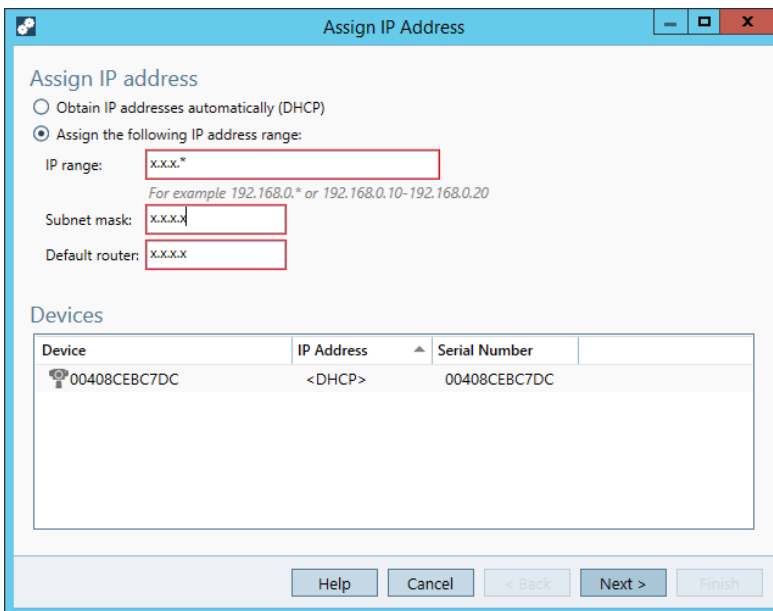 Assign IP Address
Assign IP address
Obtain IP addresses automatically (DHCP)
Assign the following IP address range:
IP range: x.x.x.*
For example 192.168.0.* or 192.168.0.10-192.168.0.20
Subnet mask: x.x.x.x
Default router: x.x.x.x
Devices
Device IP Address Serial Number
00408CEBC7DC <DHCP> 00408CEBC7DC
Help Cancel < Back Next > Finish